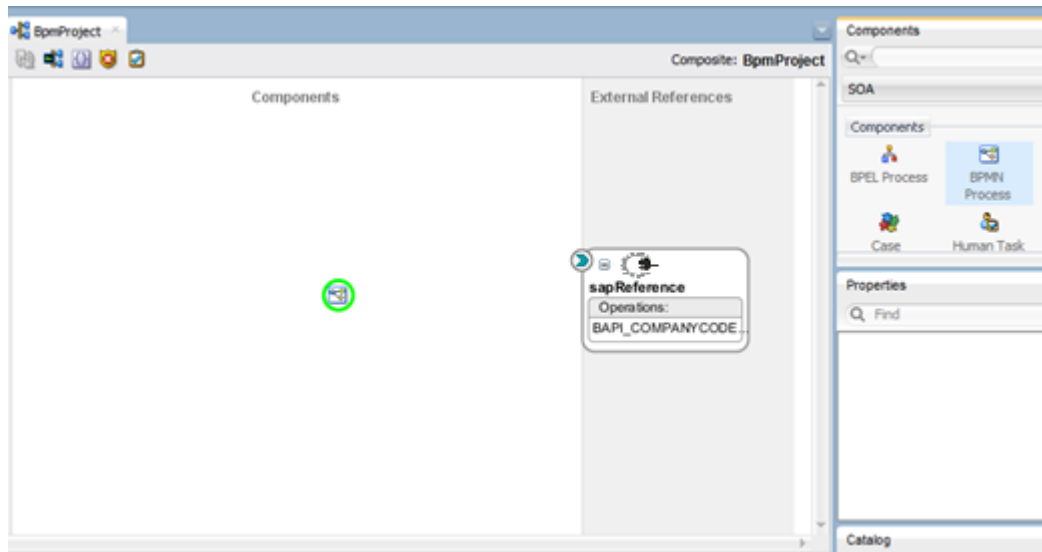 BpmProject
Composite: BpmProject
Components
External References
sapReference
Operations:
BAPI_COMPANYCODE...
Components
SOA
Components
BPEL Process
BPMN
Process
Case
Human Task
Properties
Find
Catalog